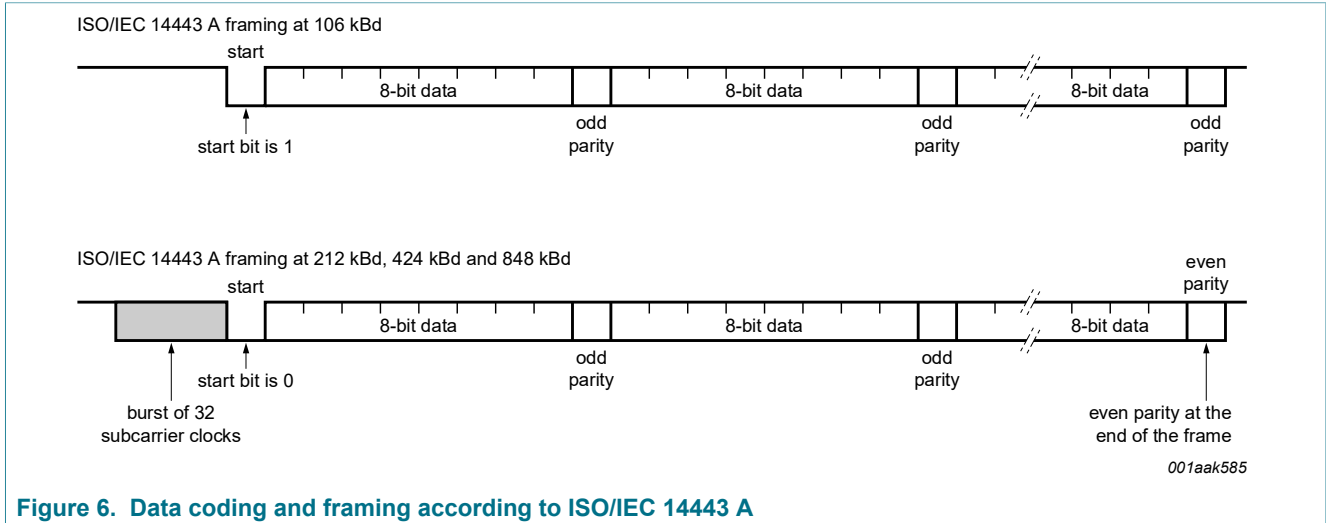 ISO/IEC 14443 A framing at 106 kBd
start
8-bit data
8-bit data
8-bit data
odd
parity
odd
parity
odd
parity
start bit is 1
ISO/IEC 14443 A framing at 212 kBd, 424 kBd and 848 kBd
even
parity
start
8-bit data
8-bit data
8-bit data
odd
parity
odd
parity
start bit is 0
burst of 32
subcarrier clocks
even parity at the
end of the frame
001aak585
Figure 6. Data coding and framing according to ISO/IEC 14443 A